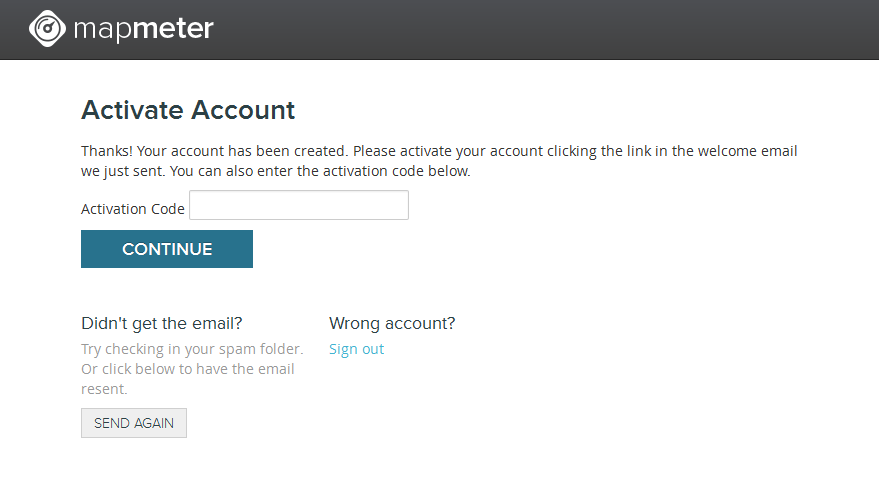 mapmeter
Activate Account
Thanks! Your account has been created. Please activate your account clicking the link in the welcome email
we just sent. You can also enter the activation code below.
Activation Code
CONTINUE
Didn't get the email?
Try checking in your spam folder.
Or click below to have the email
resent.
SEND AGAIN
Wrong account?
Sign out